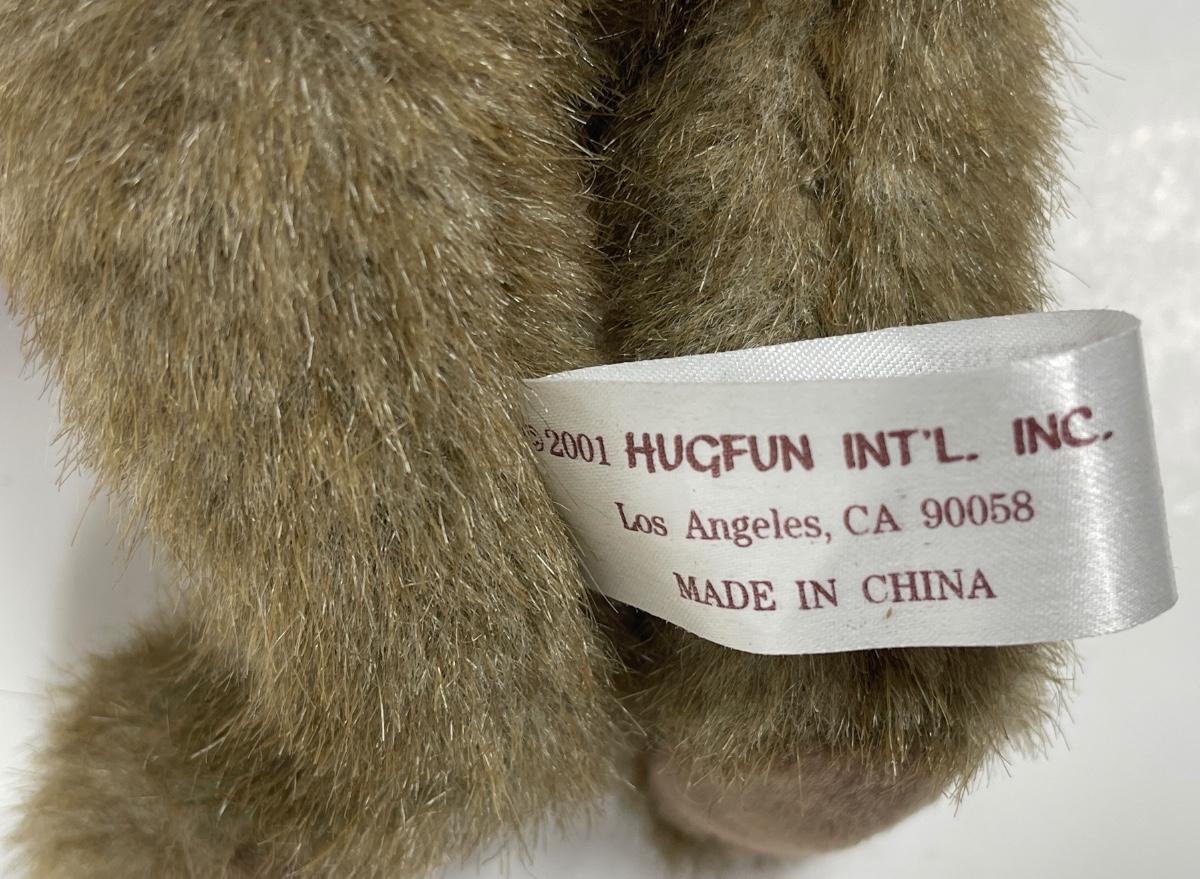 ©2001 HUGFUN INT'L. INC.
Los Angeles, CA 90058
MADE IN CHINA